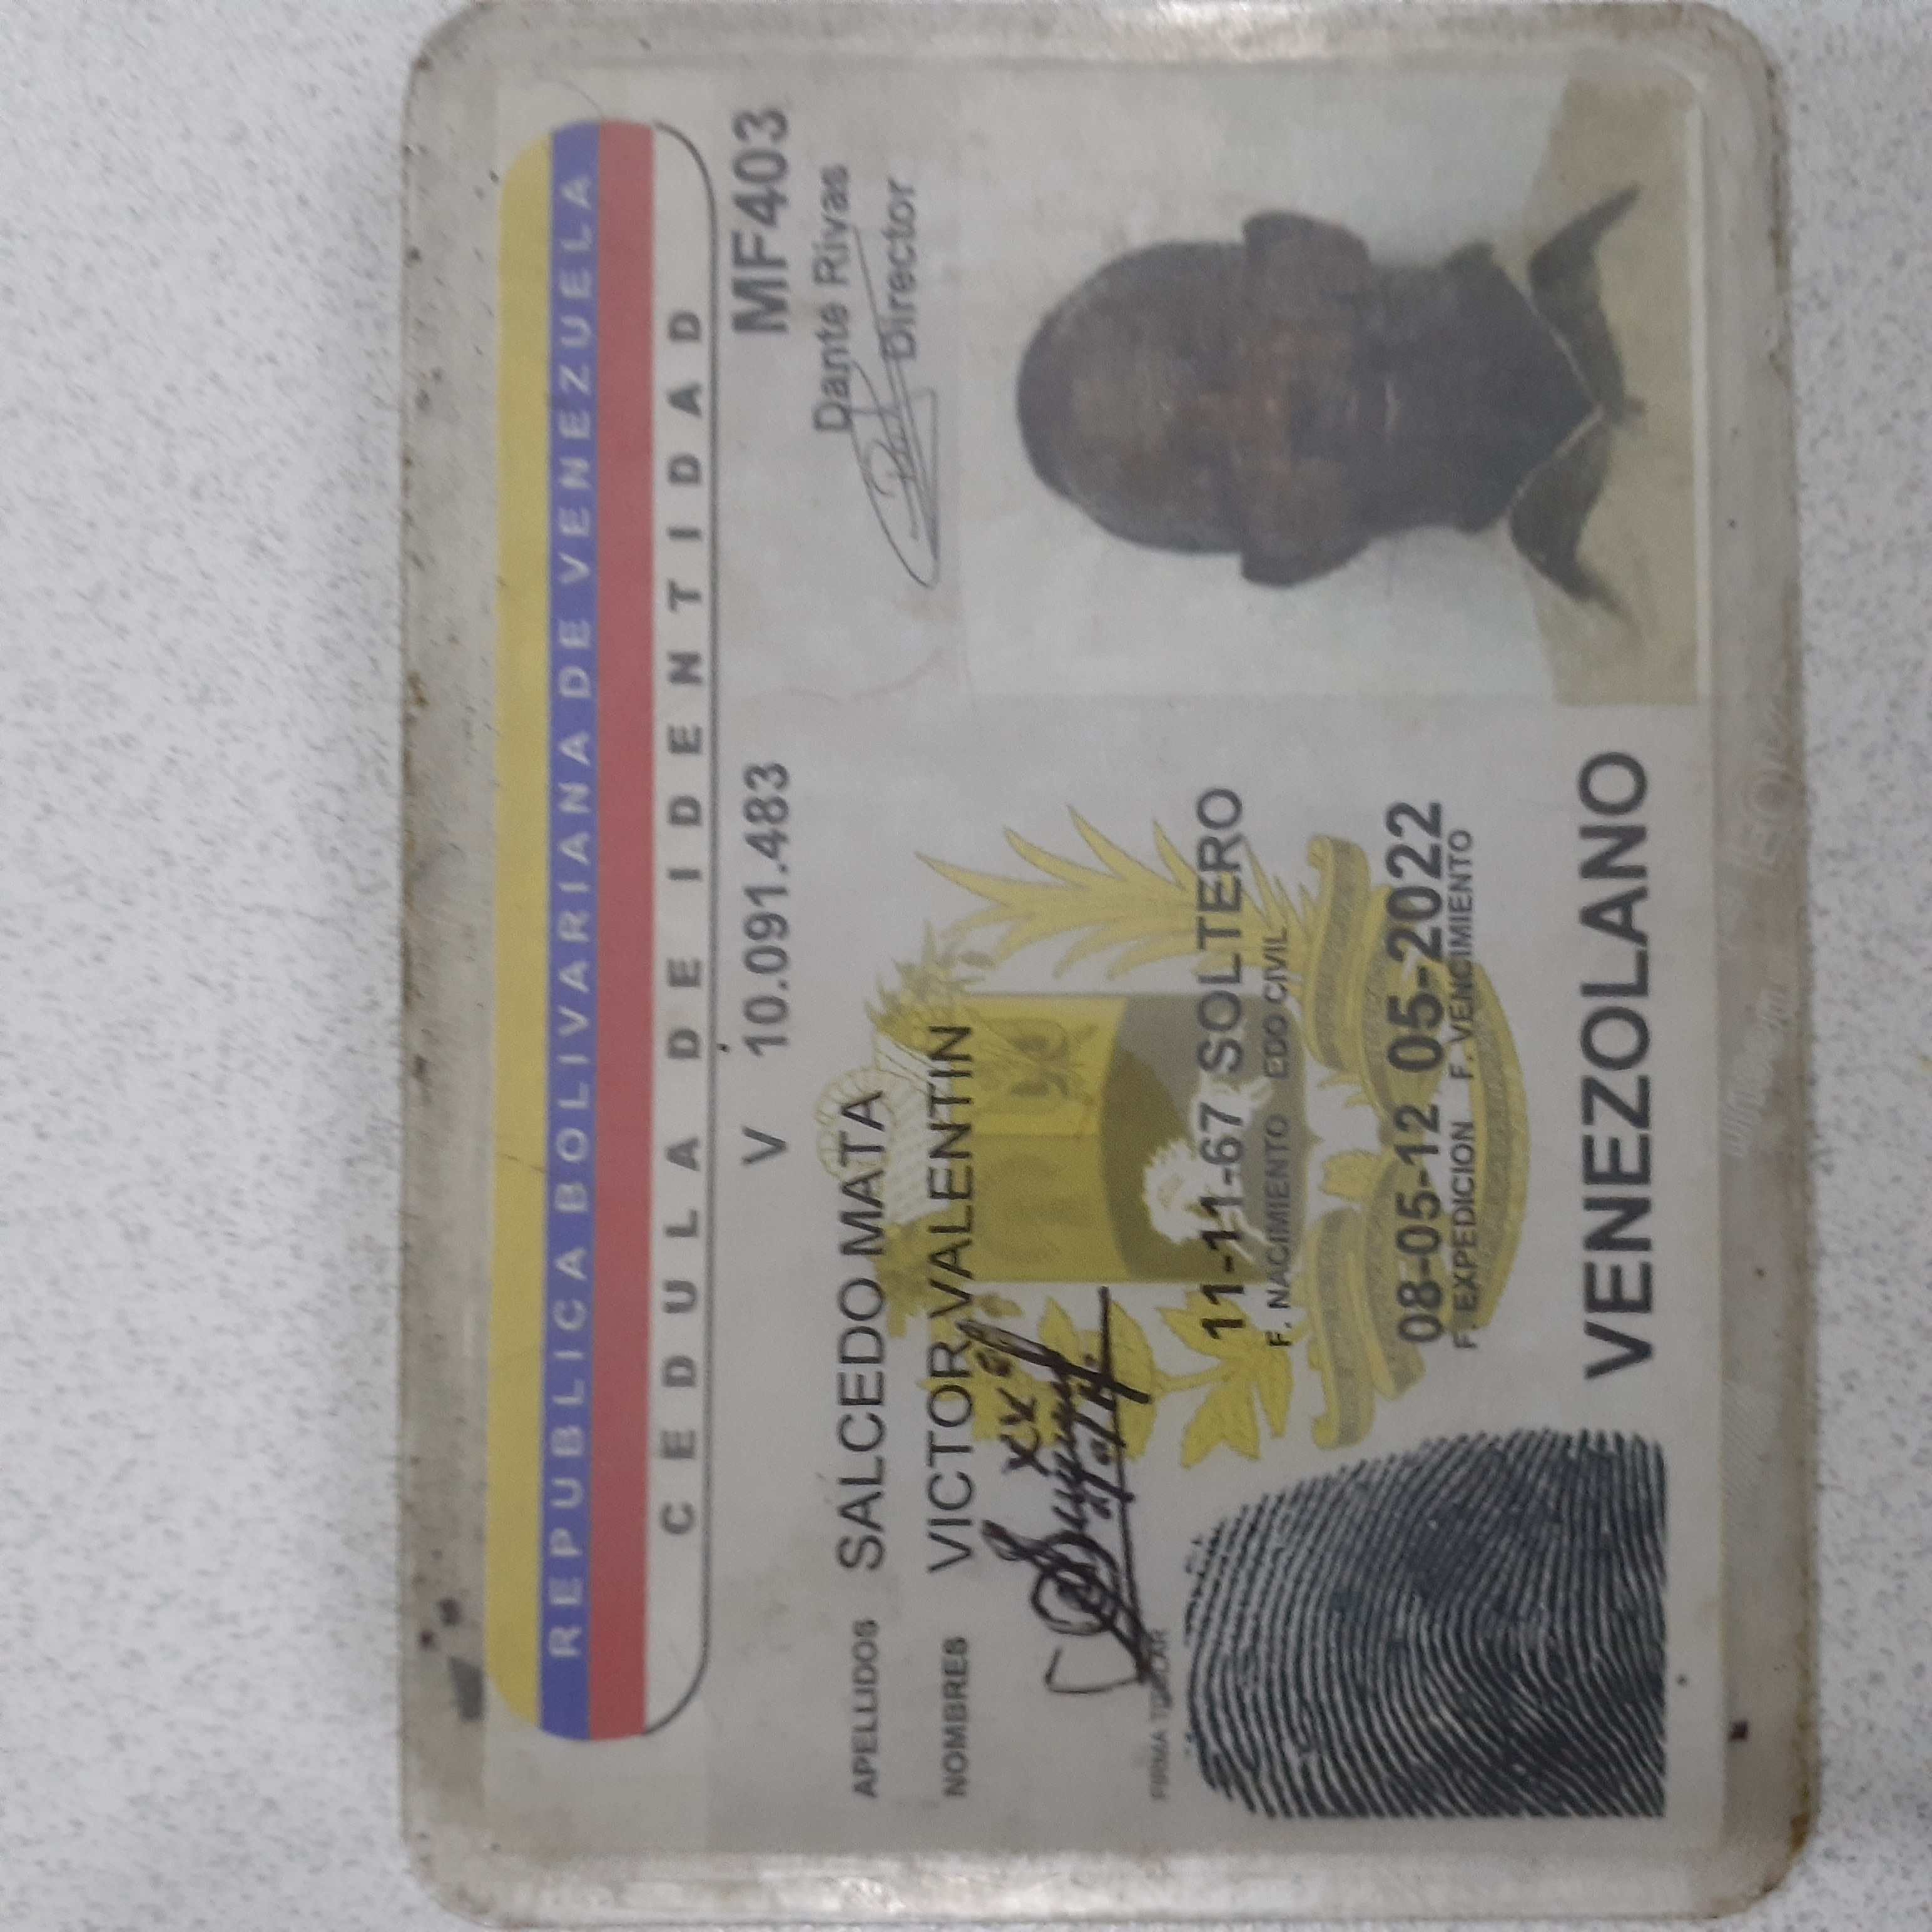 REPUBLICA BOLIVARIANA DE VENEZUELA
CEDULA DE IDENTIDAD
V 10.091.483 MF403
Dante Rivas
Director
APELLIDOS SALCEDO MATA
NOMBRES VICTOR VALENTIN
FIRMA TITULAR
11-11-67 SOLTERO
F. NACIMIENTO EDO CIVIL
08-05-12 05-2022
F. EXPEDICION F. VENCIMIENTO
VENEZOLANO